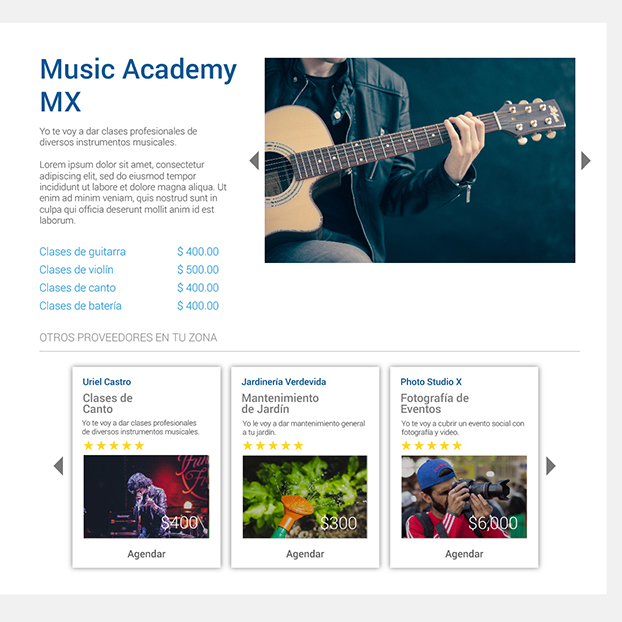 Music Academy
MX
Yo te voy a dar clases profesionales de
diversos instrumentos musicales.
Lorem ipsum dolor sit amet, consectetur
adipiscing elit, sed do eiusmod tempor
incididunt ut labore et dolore magna aliqua. Ut
enim ad minim veniam, quis nostrud sunt in
culpa qui officia deserunt mollit anim id est
laborum.
Clases de guitarra $ 400.00
Clases de violín $ 500.00
Clases de canto $ 400.00
Clases de batería $ 400.00
OTROS PROVEEDORES EN TU ZONA
Uriel Castro
Clases de
Canto
Yo te voy a dar clases profesionales
de diversos instrumentos musicales.
$400
Agendar
Jardinería Verdevida
Mantenimiento
de Jardín
Yo le voy a dar mantenimiento general
a tu jardín.
$300
Agendar
Photo Studio X
Fotografía de
Eventos
Yo te voy a cubrir un evento social con
fotografía y video.
$6,000
Agendar